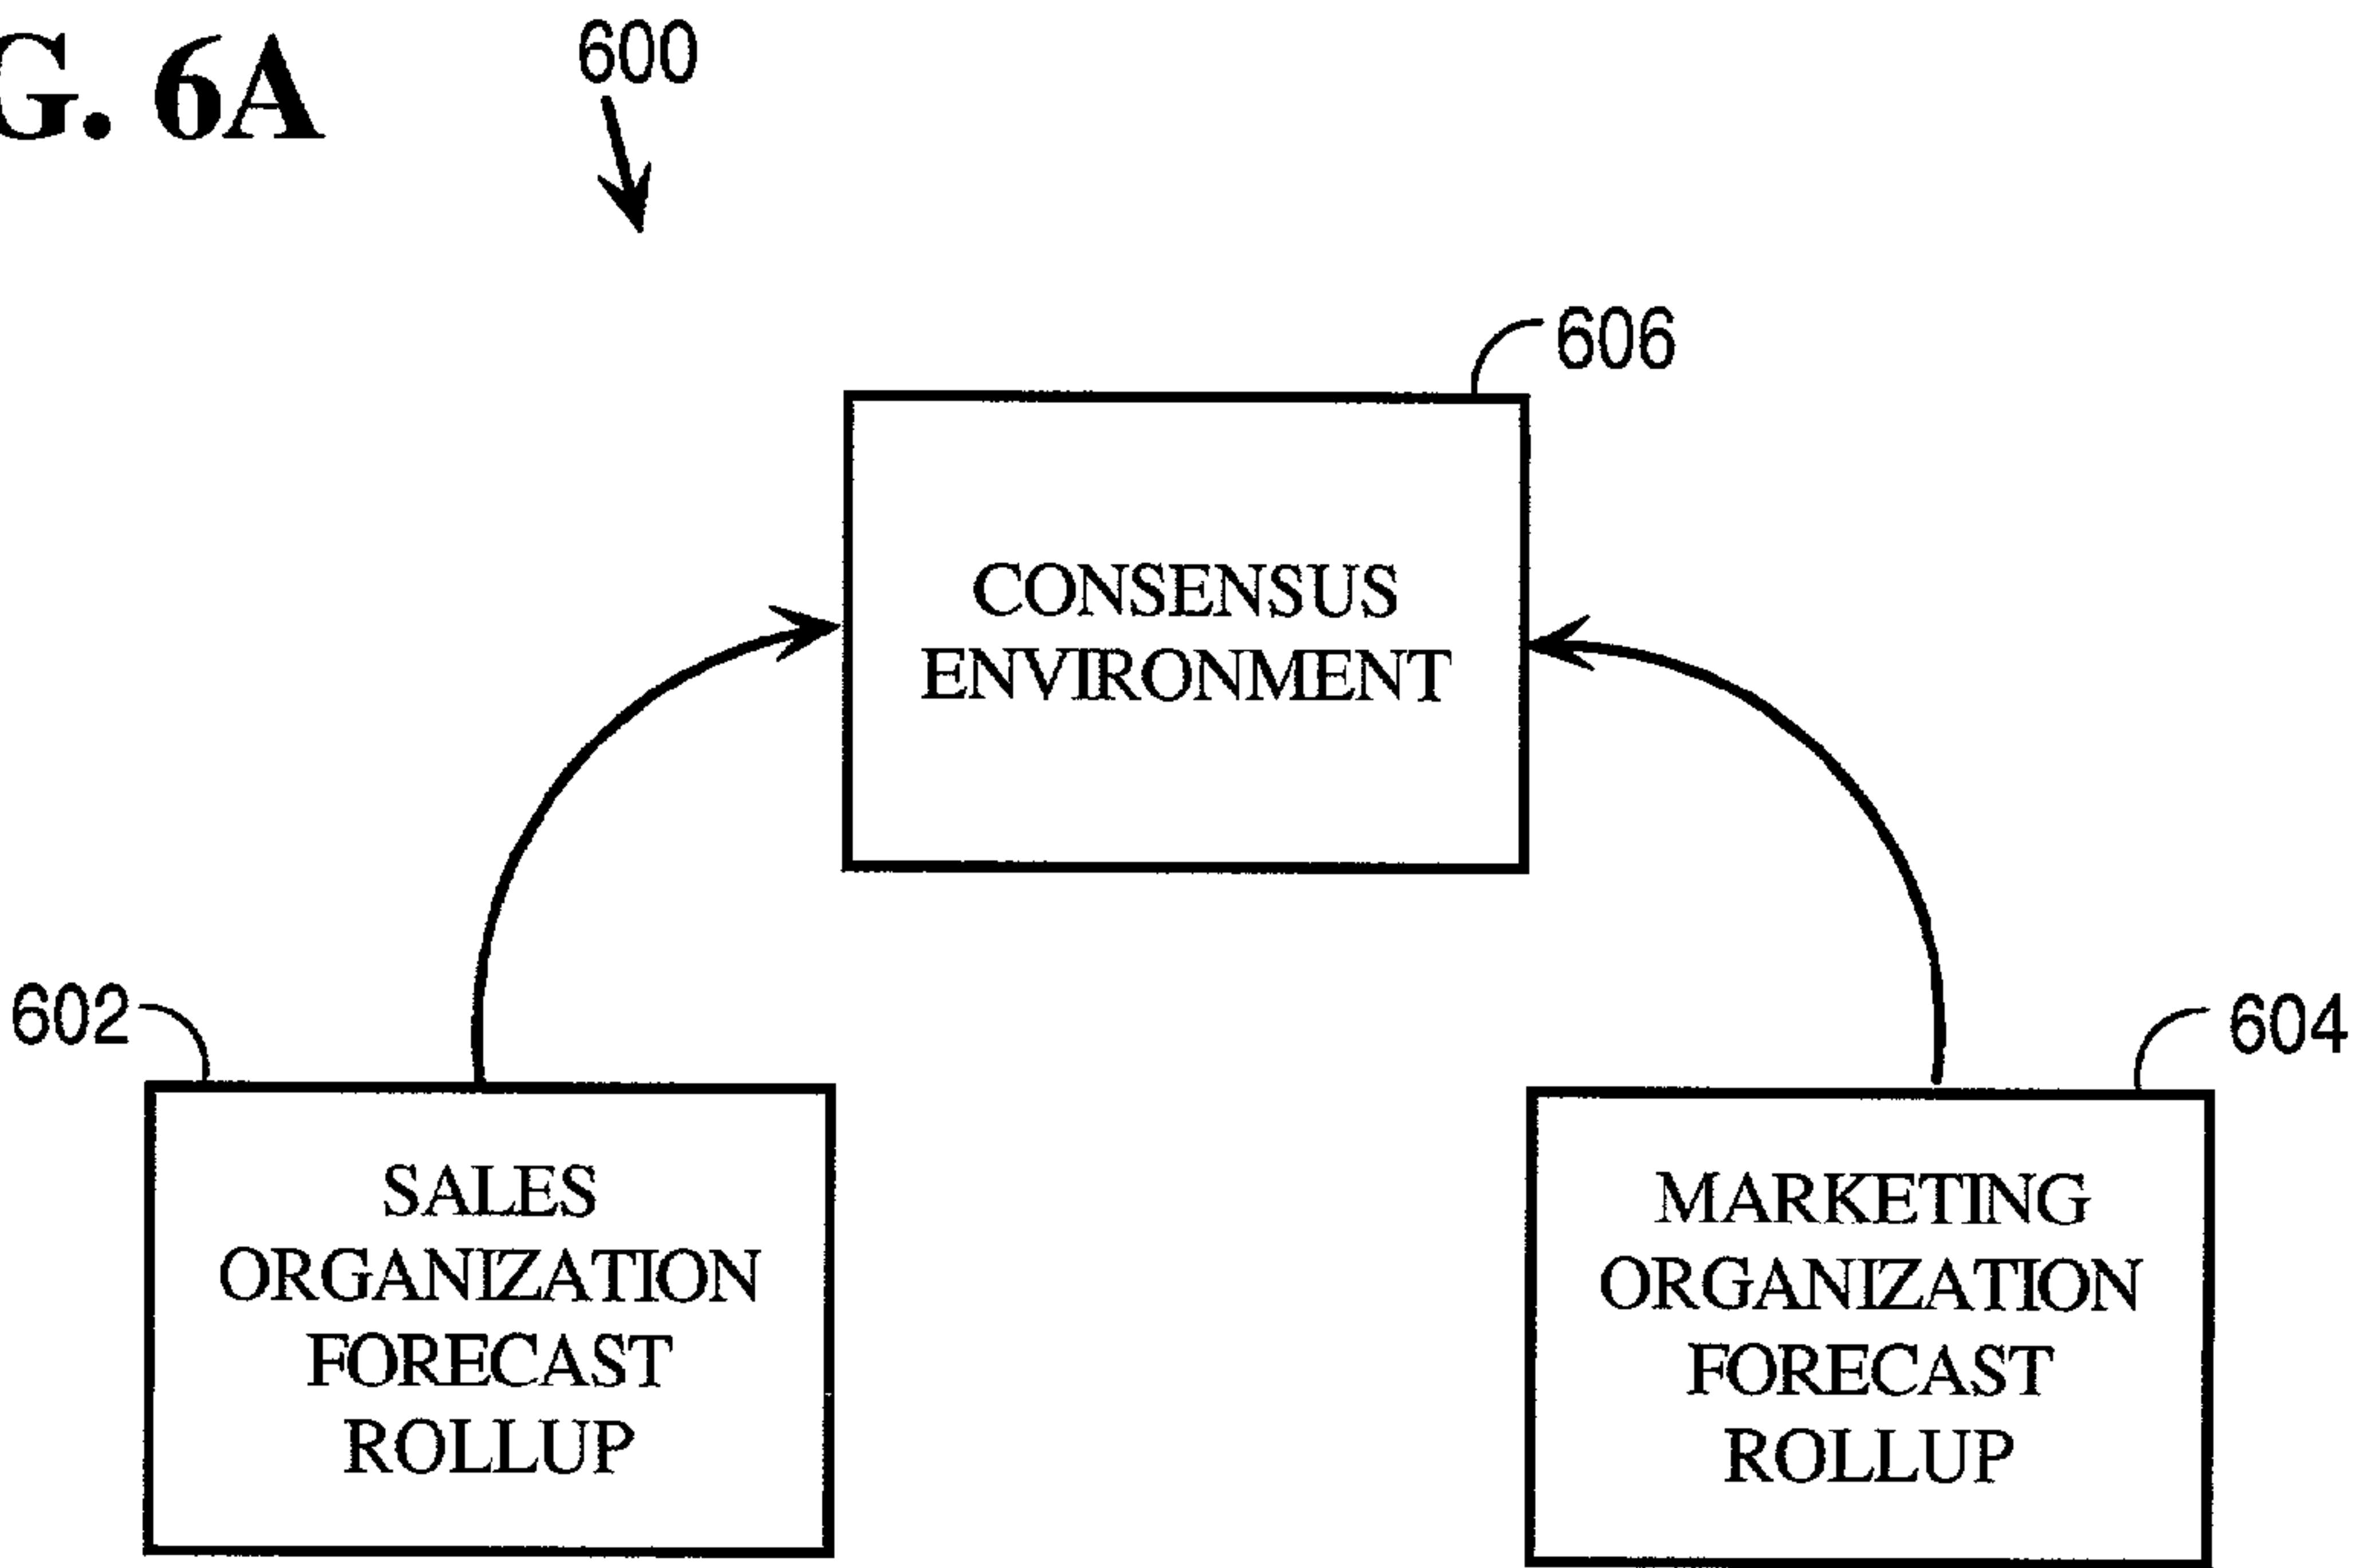 G. 6A
600
606
CONSENSUS
ENVIRONMENT
602
604
SALES
ORGANIZATION
FORECAST
ROLLUP
MARKETING
ORGANIZATION
FORECAST
ROLLUP